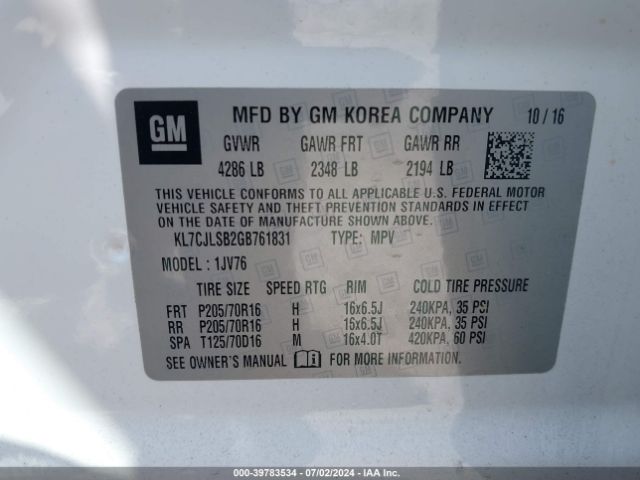 GM MFD BY GM KOREA COMPANY 10 / 16
GVWR GAWR FRT GAWR RR
4286 LB 2348 LB 2194 LB
THIS VEHICLE CONFORMS TO ALL APPLICABLE U.S. FEDERAL MOTOR
VEHICLE SAFETY AND THEFT PREVENTION STANDARDS IN EFFECT
ON THE DATE OF MANUFACTURE SHOWN ABOVE.
KL7CJLSB2GB761831 TYPE: MPV
MODEL : 1JV76
TIRE SIZE SPEED RTG RIM COLD TIRE PRESSURE
FRT P205/70R16 H 16x6.5J 240KPA, 35 PSI
RR P205/70R16 H 16x6.5J 240KPA, 35 PSI
SPA T125/70D16 M 16x4.0T 420KPA, 60 PSI
SEE OWNER'S MANUAL FOR MORE INFORMATION.
000-39783534 - 07/02/2024 - IAA Inc.